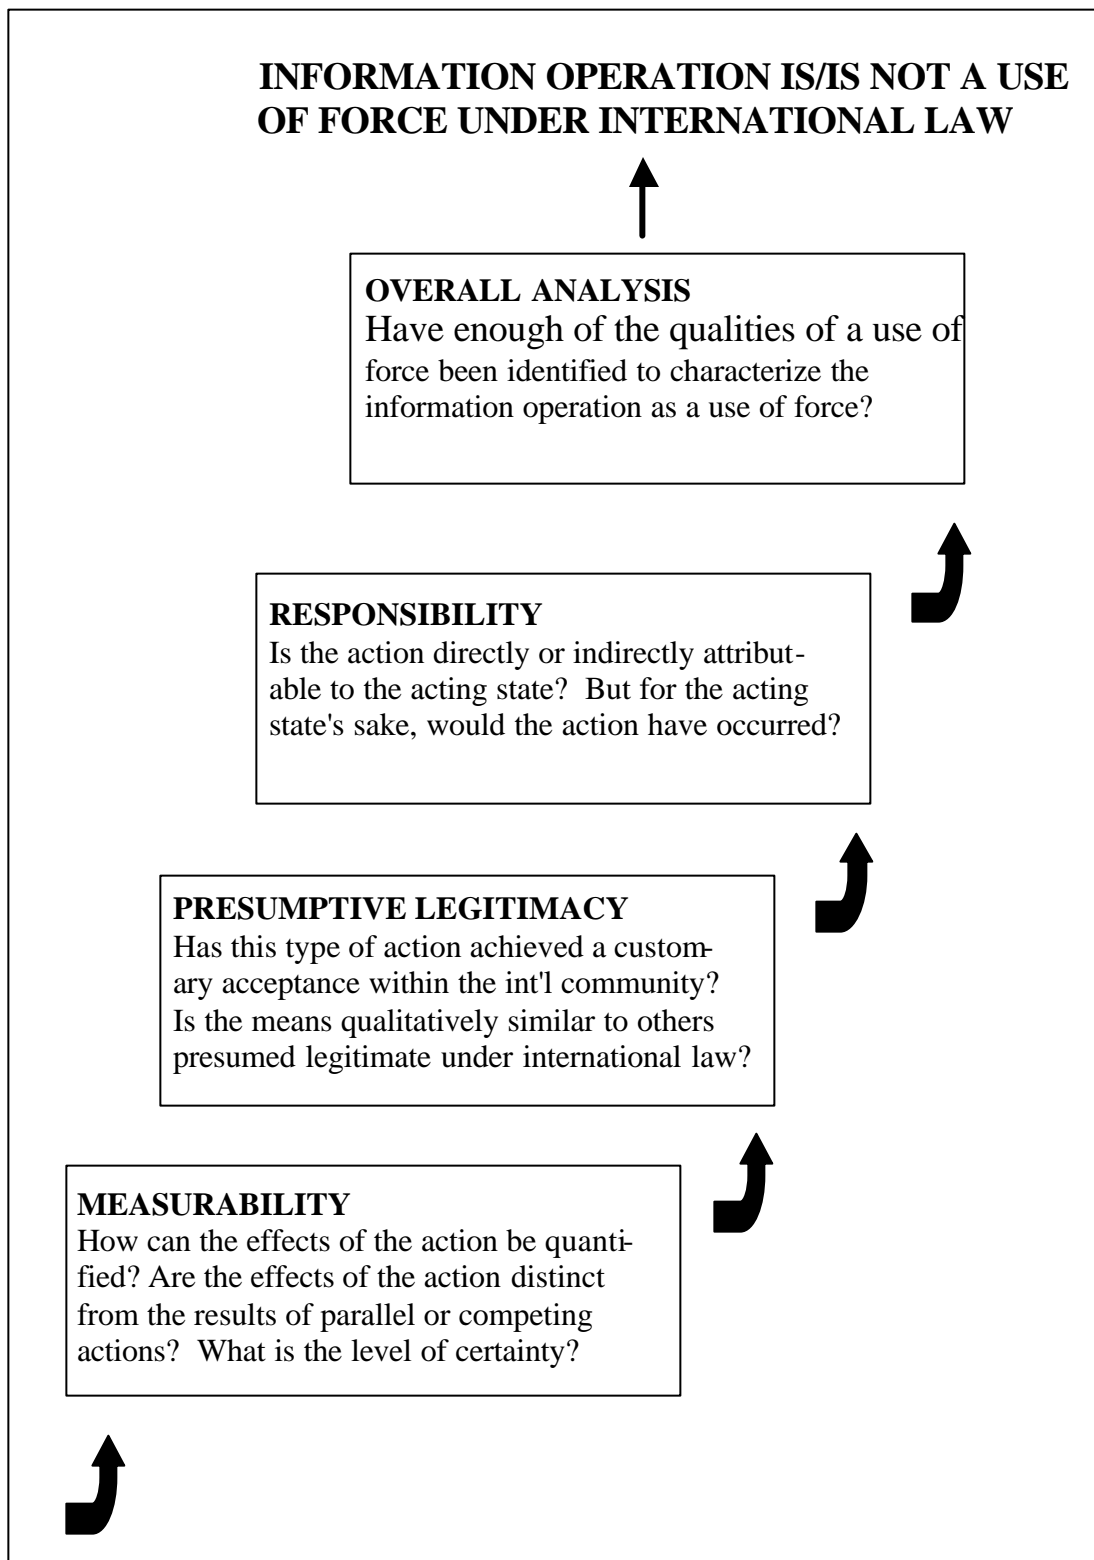 INFORMATION OPERATION IS/IS NOT A USE
OF FORCE UNDER INTERNATIONAL LAW
OVERALL ANALYSIS
Have enough of the qualities of a use of
force been identified to characterize the
information operation as a use of force?
RESPONSIBILITY
Is the action directly or indirectly attribut-
able to the acting state?  But for the acting
state's sake, would the action have occurred?
PRESUMPTIVE LEGITIMACY
Has this type of action achieved a custom-
ary acceptance within the int'l community?
Is the means qualitatively similar to others
presumed legitimate under international law?
MEASURABILITY
How can the effects of the action be quanti-
fied? Are the effects of the action distinct
from the results of parallel or competing
actions?  What is the level of certainty?